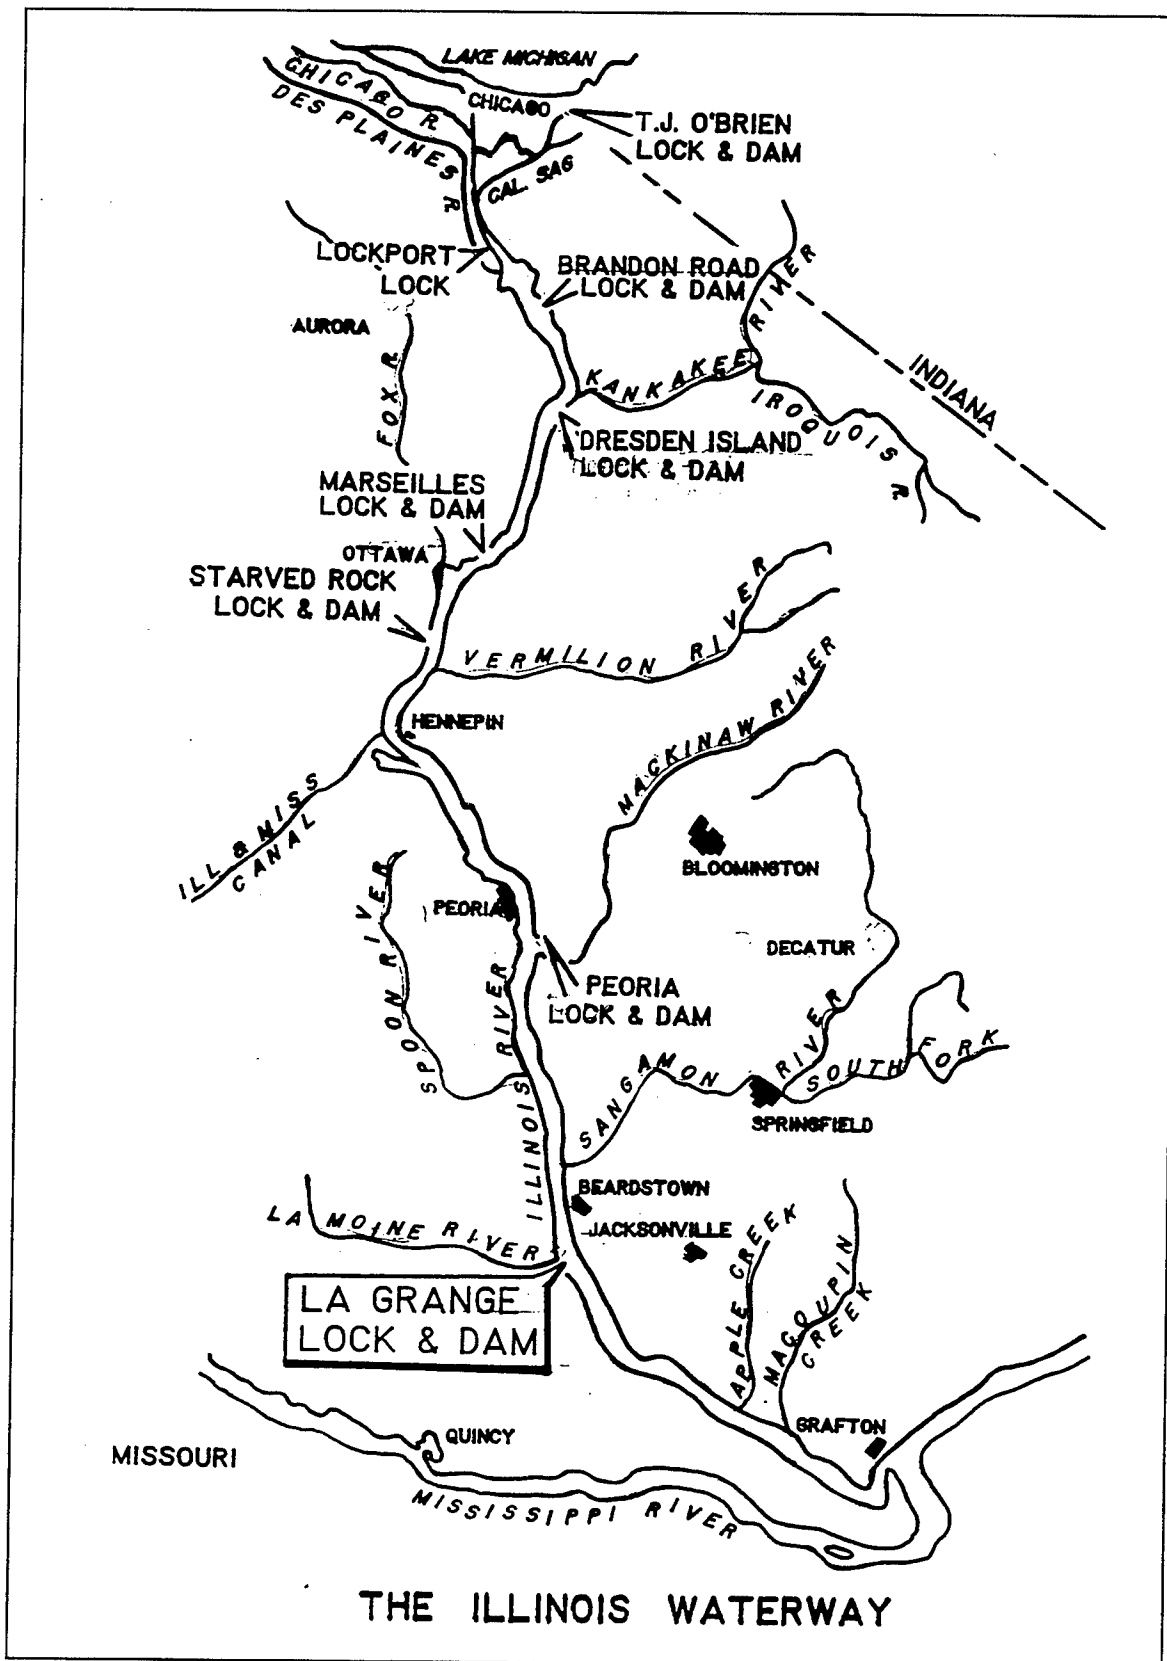 LAKE MICHIGAN
CHICAGO R.
DES PLAINES R.
CHICAGO
T.J. O'BRIEN
LOCK & DAM
CAL. SAG
LOCKPORT
LOCK
BRANDON ROAD
LOCK & DAM
RIVER
AURORA
FOX R.
KANKAKEE
INDIANA
IROQUOIS R.
DRESDEN ISLAND
LOCK & DAM
MARSEILLES
LOCK & DAM
OTTAWA
STARVED ROCK
LOCK & DAM
VERMILION RIVER
MACKINAW RIVER
HENNEPIN
ILL & MISS
CANAL
BLOOMINGTON
PEORIA
SPOON RIVER
DECATUR
PEORIA
LOCK & DAM
ILLINOIS RIVER
SANGAMON RIVER
SOUTH FORK
SPRINGFIELD
BEARDSTOWN
JACKSONVILLE
LA MOINE RIVER
APPLE CREEK
MACOUPIN
CREEK
LA GRANGE
LOCK & DAM
GRAFTON
QUINCY
MISSOURI
MISSISSIPPI RIVER
THE ILLINOIS WATERWAY